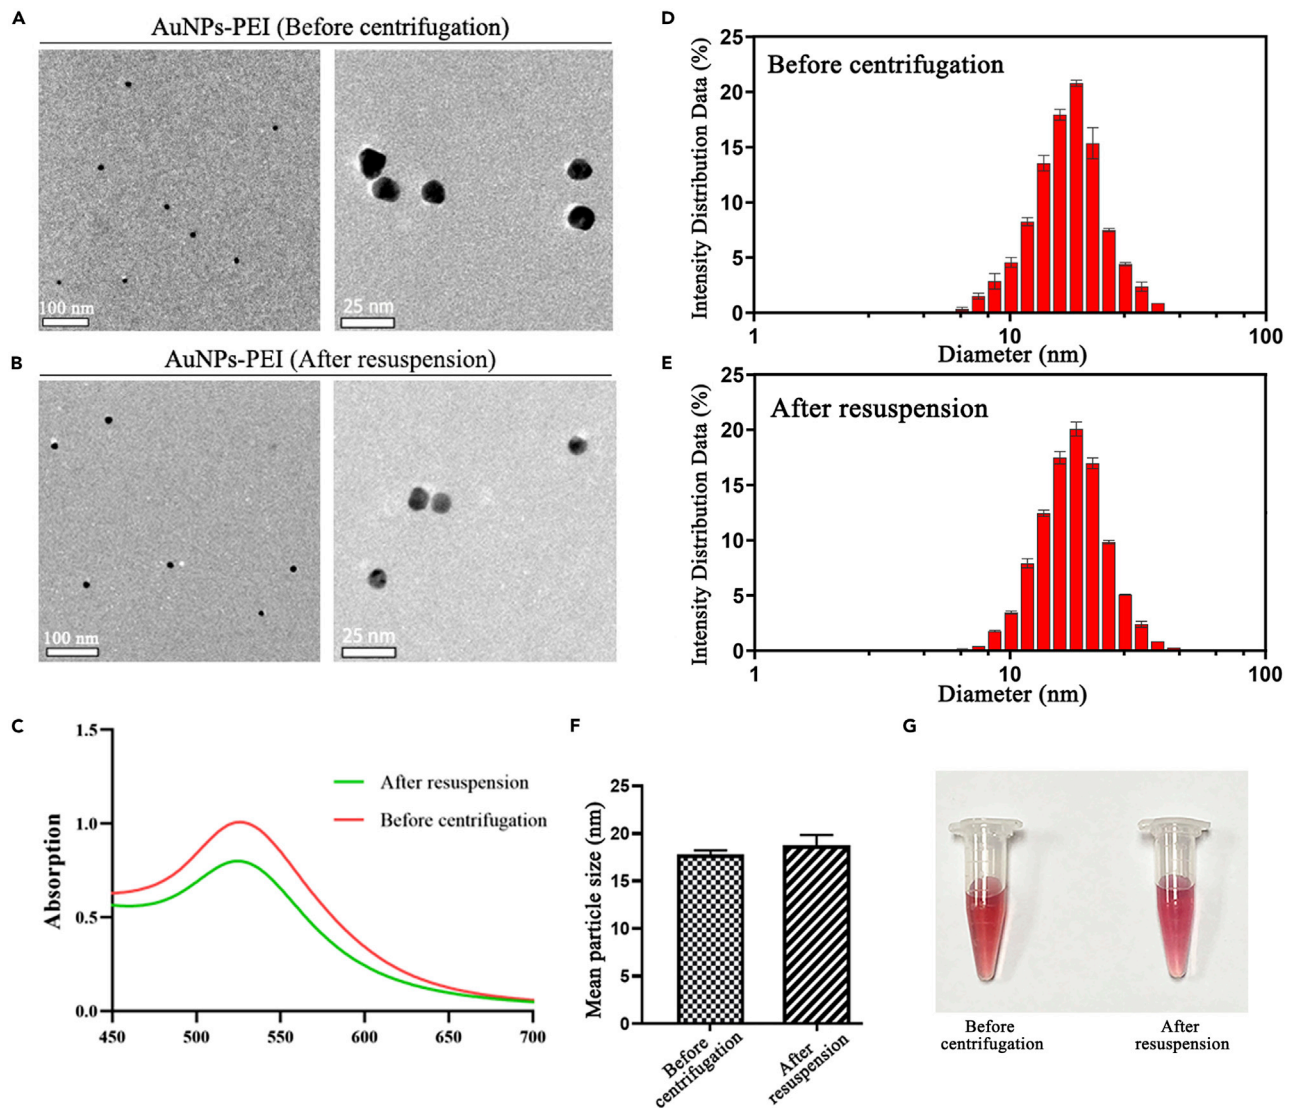 A
AuNPs-PEI (Before centrifugation)
100 nm
25 nm
B
AuNPs-PEI (After resuspension)
100 nm
25 nm
C
Absorption
1.5
1.0
0.5
0.0
450 500 550 600 650 700
After resuspension
Before centrifugation
D
Before centrifugation
Intensity Distribution Data (%)
25
20
15
10
5
0
1 10 100
Diameter (nm)
E
After resuspension
Intensity Distribution Data (%)
25
20
15
10
5
0
1 10 100
Diameter (nm)
F
Mean particle size (nm)
25
20
15
10
5
0
Before
centrifugation
After
resuspension
G
Before
centrifugation
After
resuspension